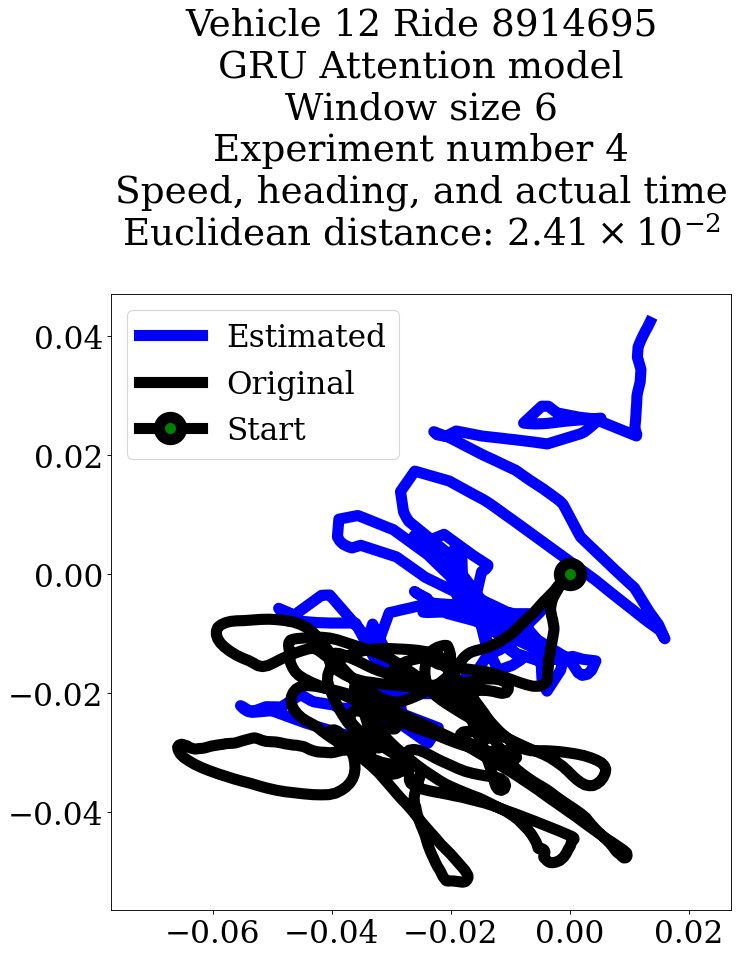 Vehicle 12 Ride 8914695
GRU Attention model
Window size 6
Experiment number 4
Speed, heading, and actual time
Euclidean distance: 2.41 × 10⁻²
Estimated
Original
Start
0.04
0.02
0.00
−0.02
−0.04
−0.06 −0.04 −0.02 0.00 0.02